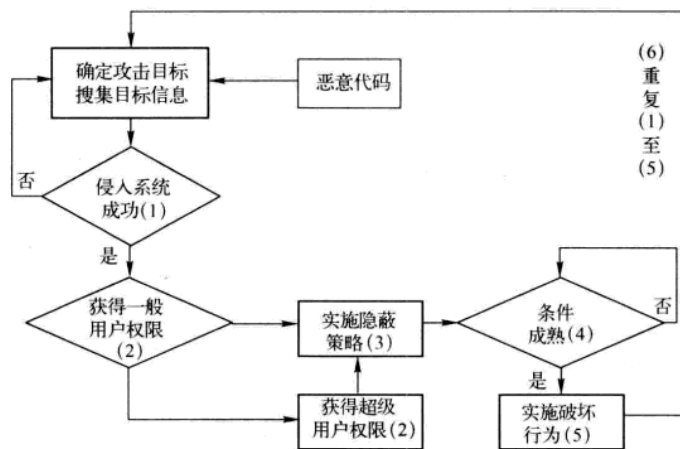 确定攻击目标
搜集目标信息
恶意代码
(6)
重
复
(1)
至
(5)
否
侵入系统
成功(1)
是
获得一般
用户权限
(2)
实施隐蔽
策略(3)
条件
成熟(4)
否
是
获得超级
用户权限(2)
实施破坏
行为(5)